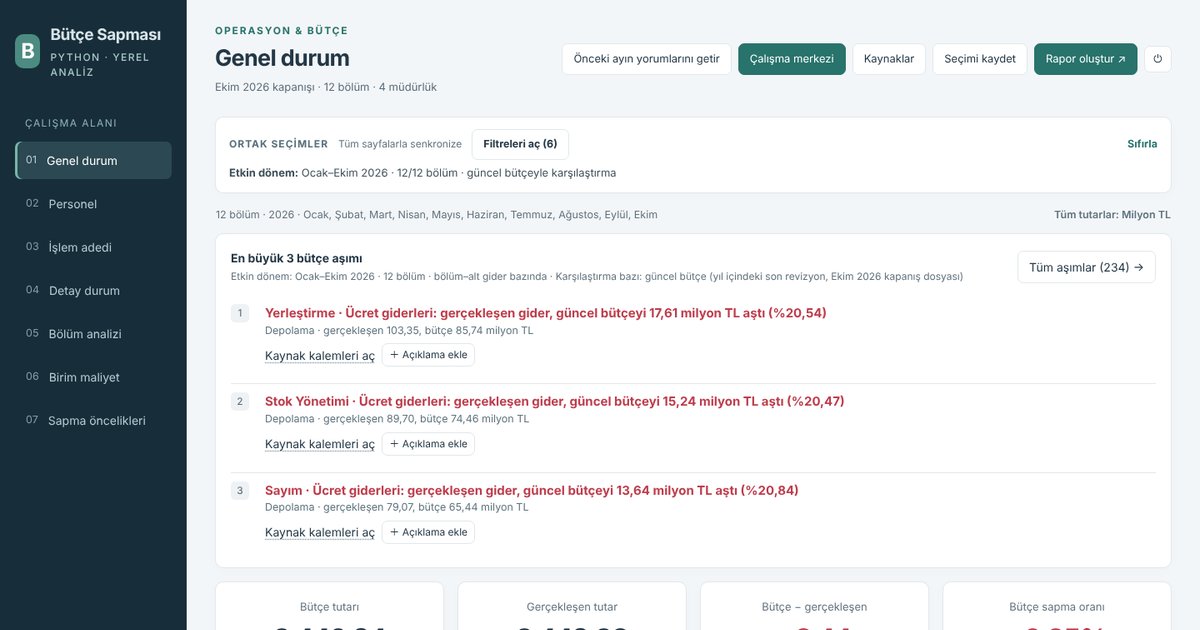 B
Bütçe Sapması
PYTHON · YEREL
ANALİZ
ÇALIŞMA ALANI
01 Genel durum
02 Personel
03 İşlem adedi
04 Detay durum
05 Bölüm analizi
06 Birim maliyet
07 Sapma öncelikleri
OPERASYON & BÜTÇE
Genel durum
Ekim 2026 kapanışı · 12 bölüm · 4 müdürlük
Önceki ayın yorumlarını getir
Çalışma merkezi
Kaynaklar
Seçimi kaydet
Rapor oluştur ↗
ORTAK SEÇİMLER Tüm sayfalarla senkronize Filtreleri aç (6) Sıfırla
Etkin dönem: Ocak–Ekim 2026 · 12/12 bölüm · güncel bütçeyle karşılaştırma
12 bölüm · 2026 · Ocak, Şubat, Mart, Nisan, Mayıs, Haziran, Temmuz, Ağustos, Eylül, Ekim
Tüm tutarlar: Milyon TL
En büyük 3 bütçe aşımı
Etkin dönem: Ocak–Ekim 2026 · 12 bölüm · bölüm–alt gider bazında · Karşılaştırma bazı: güncel bütçe (yıl içindeki son revizyon, Ekim 2026 kapanış dosyası)
Tüm aşımlar (234) →
1 Yerleştirme · Ücret giderleri: gerçekleşen gider, güncel bütçeyi 17,61 milyon TL aştı (%20,54)
Depolama · gerçekleşen 103,35, bütçe 85,74 milyon TL
Kaynak kalemleri aç + Açıklama ekle
2 Stok Yönetimi · Ücret giderleri: gerçekleşen gider, güncel bütçeyi 15,24 milyon TL aştı (%20,47)
Depolama · gerçekleşen 89,70, bütçe 74,46 milyon TL
Kaynak kalemleri aç + Açıklama ekle
3 Sayım · Ücret giderleri: gerçekleşen gider, güncel bütçeyi 13,64 milyon TL aştı (%20,84)
Depolama · gerçekleşen 79,07, bütçe 65,44 milyon TL
Kaynak kalemleri aç + Açıklama ekle
Bütçe tutarı
Gerçekleşen tutar
Bütçe − gerçekleşen
Bütçe sapma oranı